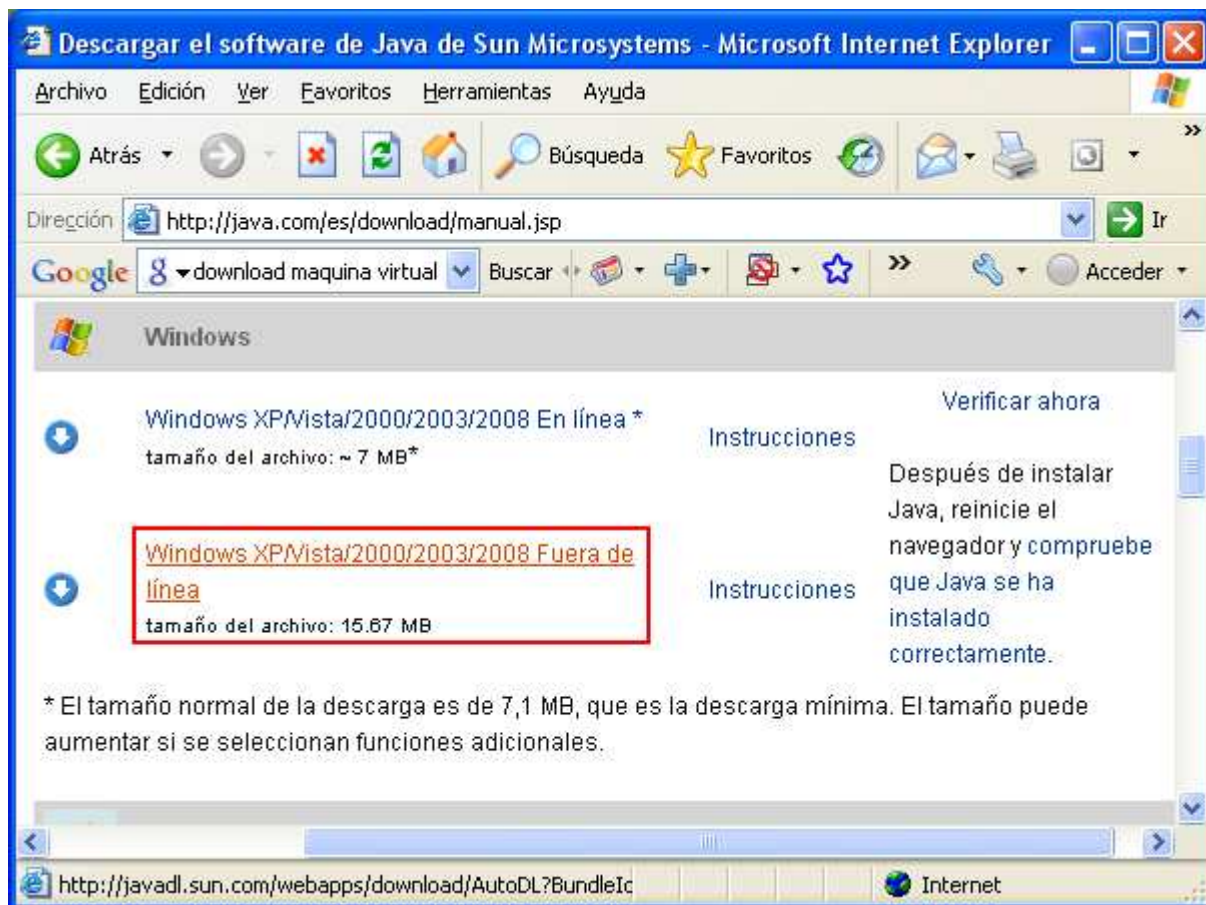 Descargar el software de Java de Sun Microsystems - Microsoft Internet Explorer
Archivo Edición Ver Favoritos Herramientas Ayuda
Atrás Búsqueda Favoritos »
Dirección http://java.com/es/download/manual.jsp Ir
Google g download maquina virtual Buscar » Acceder
Windows
Windows XP/Vista/2000/2003/2008 En línea *
tamaño del archivo: ~ 7 MB*
Instrucciones
Windows XP/Vista/2000/2003/2008 Fuera de
línea
tamaño del archivo: 15.67 MB
Instrucciones
Verificar ahora
Después de instalar
Java, reinicie el
navegador y compruebe
que Java se ha
instalado
correctamente.
* El tamaño normal de la descarga es de 7,1 MB, que es la descarga mínima. El tamaño puede
aumentar si se seleccionan funciones adicionales.
http://javadl.sun.com/webapps/download/AutoDL?BundleId Internet